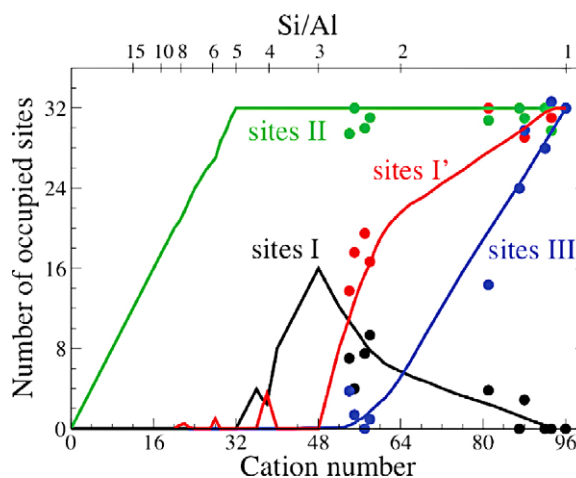 Si/Al
15 10 8 6 5 4 3 2 1
32
sites II
24
sites I'
16
sites I
sites III
8
0
0 16 32 48 64 80 96
Cation number
Number of occupied sites